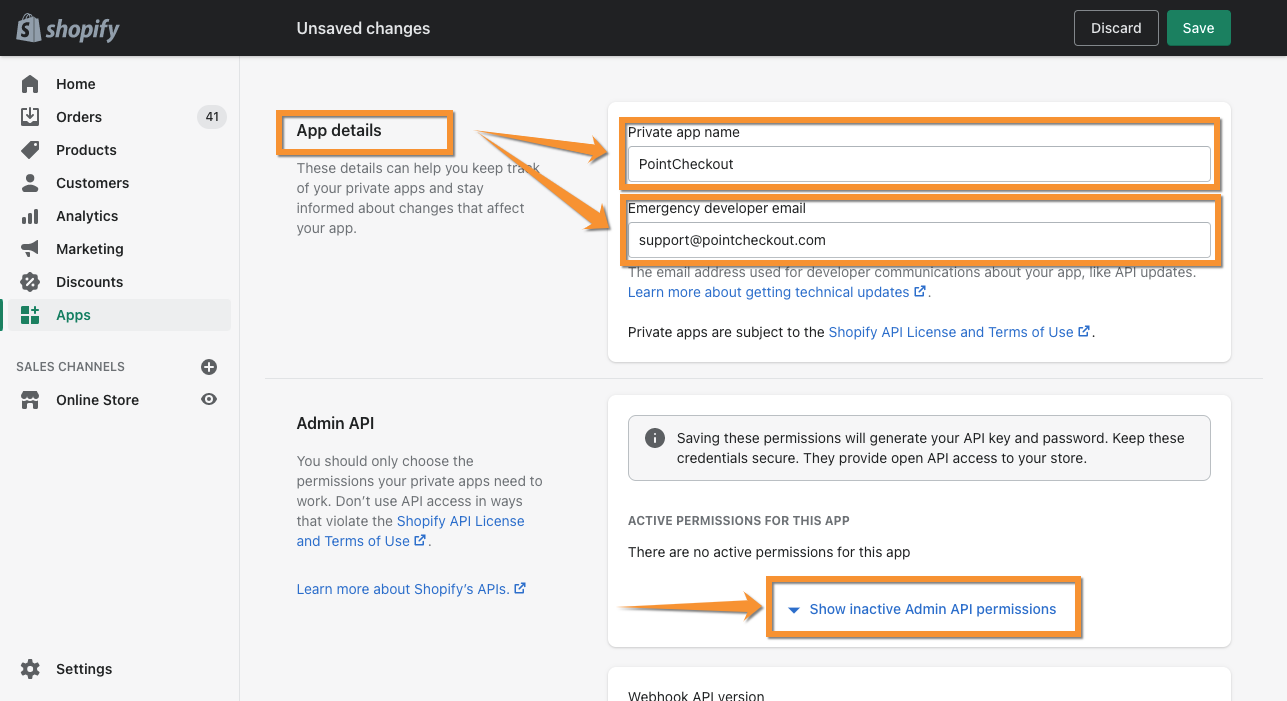 shopify
Unsaved changes
Discard
Save
Home
Orders
41
Products
Customers
Analytics
Marketing
Discounts
Apps
SALES CHANNELS
Online Store
Settings
App details
These details can help you keep track
of your private apps and stay
informed about changes that affect
your app.
Private app name
PointCheckout
Emergency developer email
support@pointcheckout.com
The email address used for developer communications about your app, like API updates.
Learn more about getting technical updates.
Private apps are subject to the Shopify API License and Terms of Use.
Admin API
You should only choose the
permissions your private apps need to
work. Don’t use API access in ways
that violate the Shopify API License
and Terms of Use.
Learn more about Shopify’s APIs.
Saving these permissions will generate your API key and password. Keep these
credentials secure. They provide open API access to your store.
ACTIVE PERMISSIONS FOR THIS APP
There are no active permissions for this app
Show inactive Admin API permissions
Webhook API version